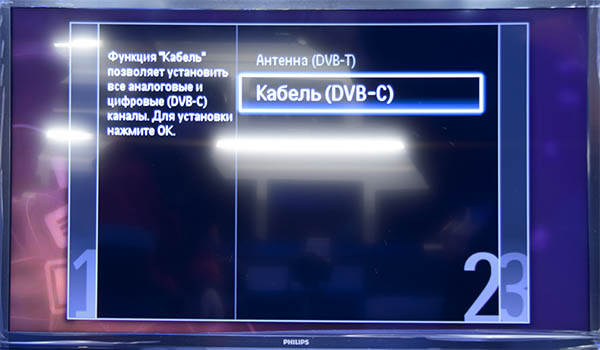 Функция "Кабель"
позволяет установить
все аналоговые и
цифровые (DVB-C)
каналы. Для установки
нажмите OK.
Антенна (DVB-T)
Кабель (DVB-C)
1
2
3
PHILIPS